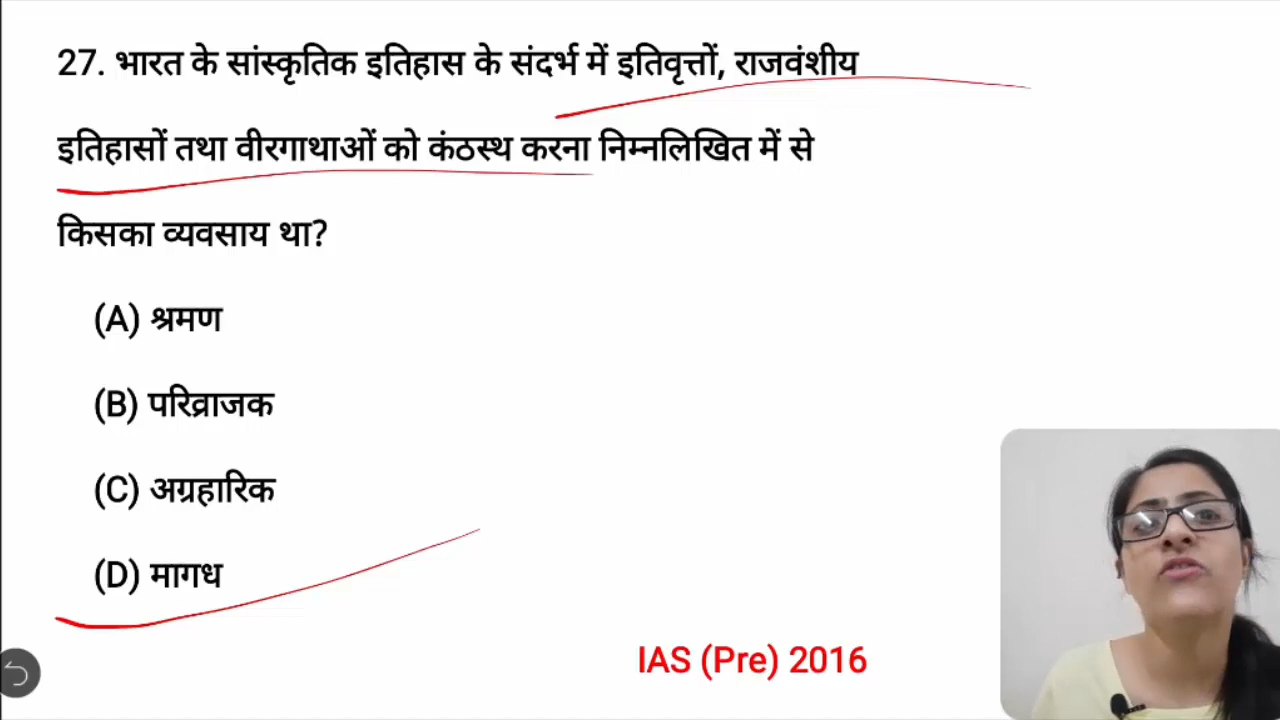 27. भारत के सांस्कृतिक इतिहास के संदर्भ में इतिवृत्तों, राजवंशीय
इतिहासों तथा वीरगाथाओं को कंठस्थ करना निम्नलिखित में से
किसका व्यवसाय था?
(A) श्रमण
(B) परिव्राजक
(C) अग्रहारिक
(D) मागध
IAS (Pre) 2016